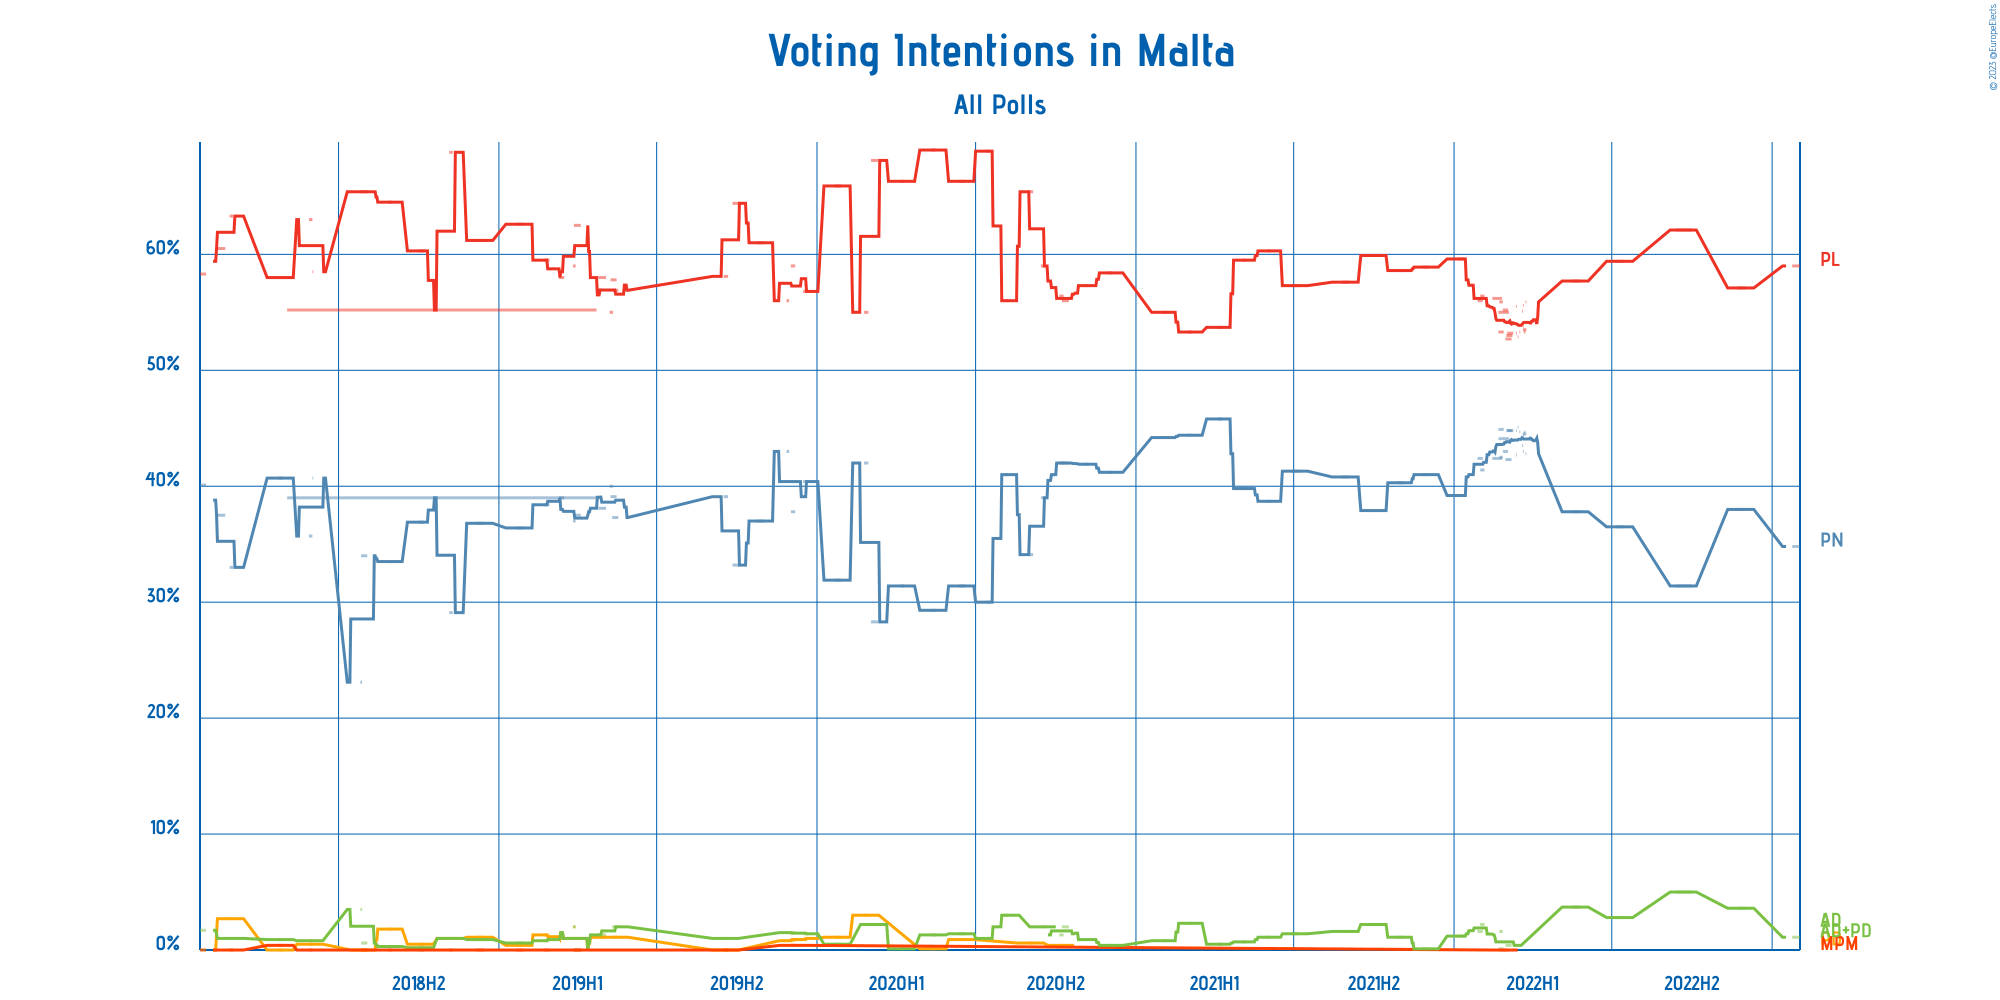 Voting Intentions in Malta
All Polls
© 2023 @EuropeElects
60%
50%
40%
30%
20%
10%
0%
PL
PN
AD
AD+PD
MPM
2018H2
2019H1
2019H2
2020H1
2020H2
2021H1
2021H2
2022H1
2022H2